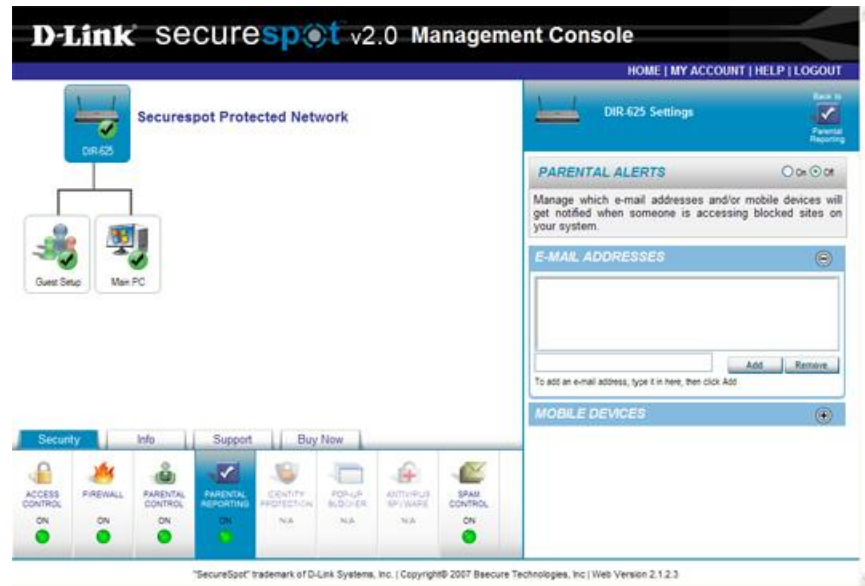 D-Link securespot v2.0 Management Console
HOME | MY ACCOUNT | HELP | LOGOUT
DIR-625
Securespot Protected Network
Guest Setup
Main PC
DIR-625 Settings
Back to
Parental
Reporting
PARENTAL ALERTS
On Off
Manage which e-mail addresses and/or mobile devices will
get notified when someone is accessing blocked sites on
your system.
E-MAIL ADDRESSES
Add Remove
To add an e-mail address, type it in here, then click Add
MOBILE DEVICES
Security Info Support Buy Now
ACCESS
CONTROL
ON
FIREWALL
ON
PARENTAL
CONTROL
ON
PARENTAL
REPORTING
ON
IDENTITY
PROTECTION
N/A
POP-UP
BLOCKER
N/A
ANTIVIRUS
SPYWARE
N/A
SPAM
CONTROL
ON
"SecureSpot" trademark of D-Link Systems, Inc. | Copyright© 2007 Bsecure Technologies, Inc | Web Version 2.1.2.3